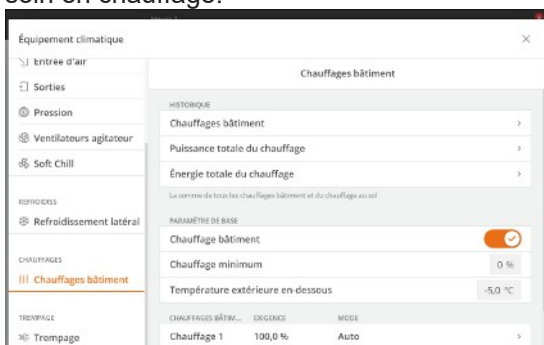 soin en chauffage.
Équipement climatique
Entrée d'air
Sorties
Pression
Ventilateurs agitateur
Soft Chill
REFROIDISS
Refroidissement latéral
CHAUFFAGES
Chauffages bâtiment
TREMPAGE
Trempage
Chauffages bâtiment
HISTORIQUE
Chauffages bâtiment
Puissance totale du chauffage
Énergie totale du chauffage
La somme de tous les chauffages bâtiment et du chauffage au sol
PARAMÈTRE DE BASE
Chauffage bâtiment
Chauffage minimum 0 %
Température extérieure en-dessous -5,0 °C
CHAUFFAGES BÂTIM... EXIGENCE MODE
Chauffage 1 100,0 % Auto